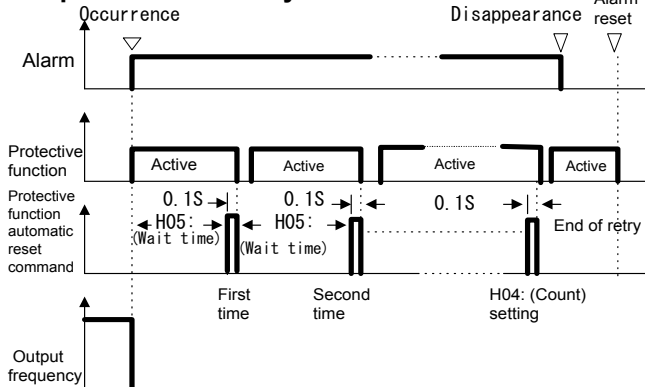 Occurrence
Disappearance
reset
Alarm
Protective
function
Active
Active
Active
Active
Protective
function
automatic
reset
command
0.1S
0.1S
0.1S
H05:
(Wait time)
H05:
(Wait time)
End of retry
First
time
Second
time
H04: (Count)
setting
Output
frequency